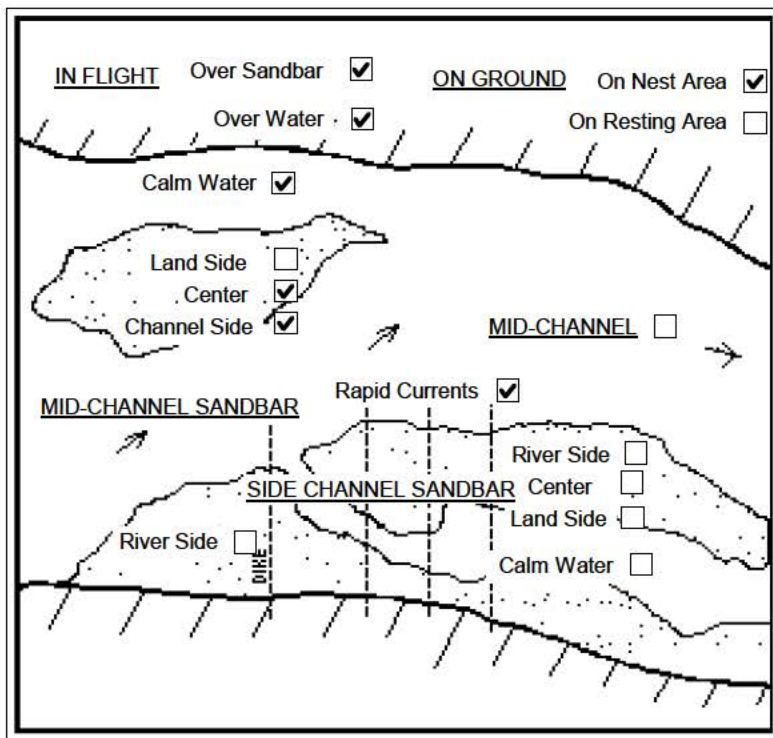 IN FLIGHT Over Sandbar ON GROUND On Nest Area
Over Water On Resting Area
Calm Water
Land Side
Center
Channel Side
MID-CHANNEL
Rapid Currents
MID-CHANNEL SANDBAR
River Side
SIDE CHANNEL SANDBAR Center
Land Side
River Side
DIKE
Calm Water